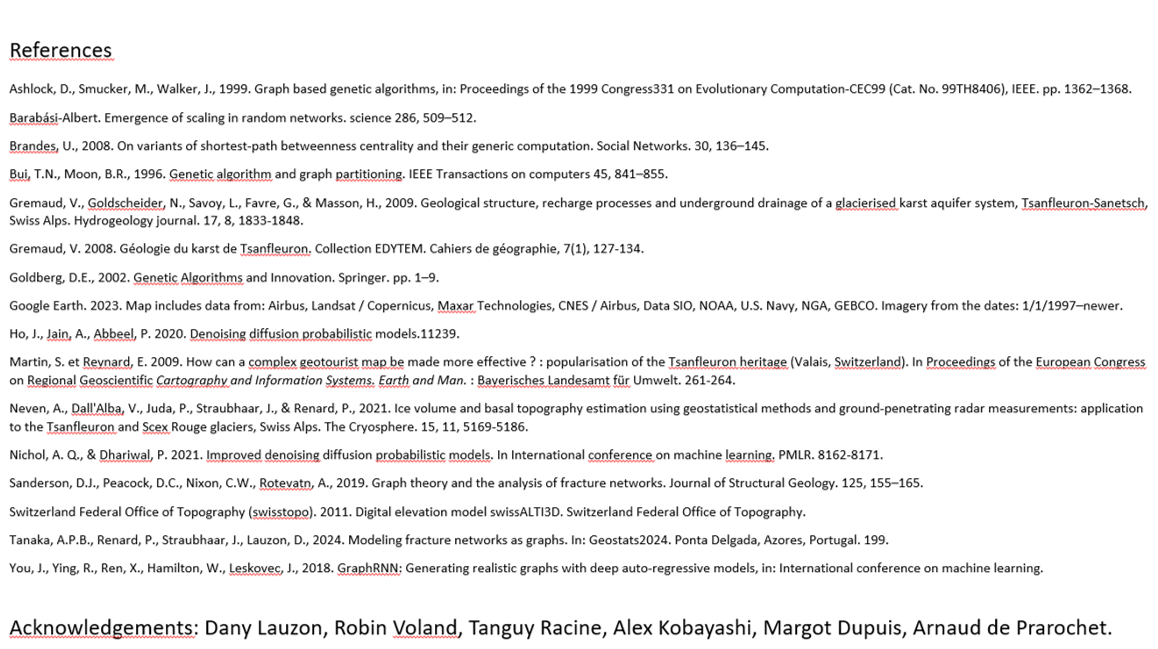 References
Ashlock, D., Smucker, M., Walker, J., 1999. Graph based genetic algorithms, in: Proceedings of the 1999 Congress331 on Evolutionary Computation-CEC99 (Cat. No. 99TH8406), IEEE. pp. 1362–1368.
Barabási-Albert. Emergence of scaling in random networks. science 286, 509–512.
Brandes, U., 2008. On variants of shortest-path betweenness centrality and their generic computation. Social Networks. 30, 136–145.
Bui, T.N., Moon, B.R., 1996. Genetic algorithm and graph partitioning. IEEE Transactions on computers 45, 841–855.
Gremaud, V., Goldscheider, N., Savoy, L., Favre, G., & Masson, H., 2009. Geological structure, recharge processes and underground drainage of a glacierised karst aquifer system, Tsanfleuron-Sanetsch,
Swiss Alps. Hydrogeology journal. 17, 8, 1833-1848.
Gremaud, V. 2008. Géologie du karst de Tsanfleuron. Collection EDYTEM. Cahiers de géographie, 7(1), 127-134.
Goldberg, D.E., 2002. Genetic Algorithms and Innovation. Springer. pp. 1–9.
Google Earth. 2023. Map includes data from: Airbus, Landsat / Copernicus, Maxar Technologies, CNES / Airbus, Data SIO, NOAA, U.S. Navy, NGA, GEBCO. Imagery from the dates: 1/1/1997–newer.
Ho, J., Jain, A., Abbeel, P. 2020. Denoising diffusion probabilistic models.11239.
Martin, S. et Reynard, E. 2009. How can a complex geotourist map be made more effective ? : popularisation of the Tsanfleuron heritage (Valais, Switzerland). In Proceedings of the European Congress
on Regional Geoscientific Cartography and Information Systems. Earth and Man. : Bayerisches Landesamt für Umwelt. 261-264.
Neven, A., Dall'Alba, V., Juda, P., Straubhaar, J., & Renard, P., 2021. Ice volume and basal topography estimation using geostatistical methods and ground-penetrating radar measurements: application
to the Tsanfleuron and Scex Rouge glaciers, Swiss Alps. The Cryosphere. 15, 11, 5169-5186.
Nichol, A. Q., & Dhariwal, P. 2021. Improved denoising diffusion probabilistic models. In International conference on machine learning. PMLR. 8162-8171.
Sanderson, D.J., Peacock, D.C., Nixon, C.W., Rotevatn, A., 2019. Graph theory and the analysis of fracture networks. Journal of Structural Geology. 125, 155–165.
Switzerland Federal Office of Topography (swisstopo). 2011. Digital elevation model swissALTI3D. Switzerland Federal Office of Topography.
Tanaka, A.P.B., Renard, P., Straubhaar, J., Lauzon, D., 2024. Modeling fracture networks as graphs. In: Geostats2024. Ponta Delgada, Azores, Portugal. 199.
You, J., Ying, R., Ren, X., Hamilton, W., Leskovec, J., 2018. GraphRNN: Generating realistic graphs with deep auto-regressive models, in: International conference on machine learning.
Acknowledgements: Dany Lauzon, Robin Voland, Tanguy Racine, Alex Kobayashi, Margot Dupuis, Arnaud de Prarochet.